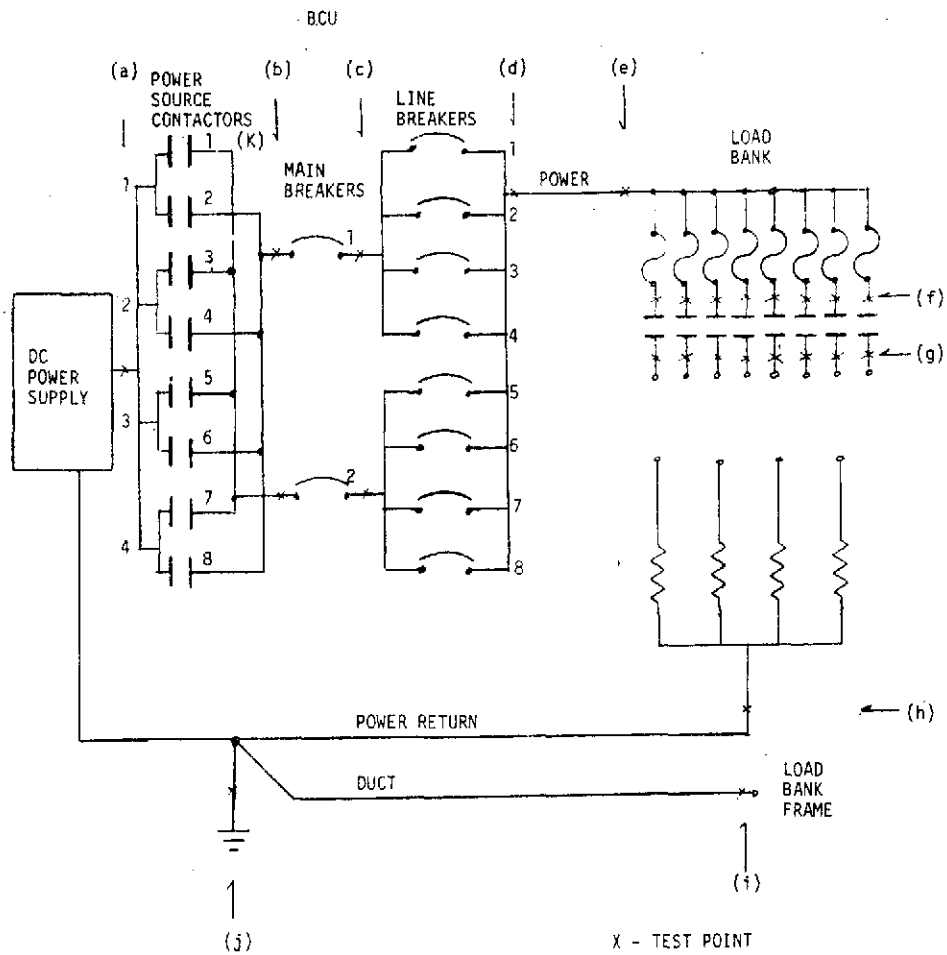 BCU
(a)
(b)
(c)
(d)
(e)
POWER
SOURCE
CONTACTORS
(K)
LINE
BREAKERS
LOAD
BANK
MAIN
BREAKERS
POWER
1
2
3
4
1
2
3
4
5
6
7
8
1
2
1
2
3
4
5
6
7
8
(f)
(g)
DC
POWER
SUPPLY
(h)
POWER RETURN
DUCT
LOAD
BANK
FRAME
(i)
(j)
X - TEST POINT